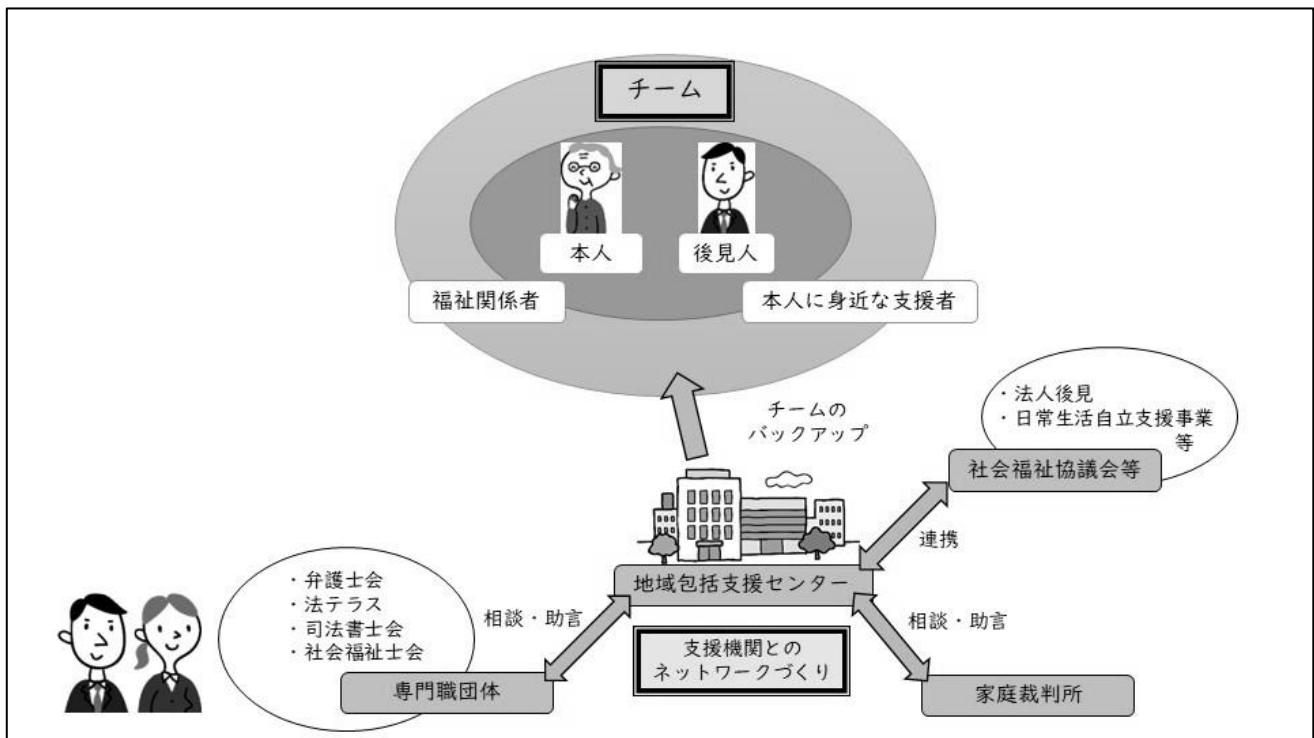 チーム
本人
後見人
福祉関係者
本人に身近な支援者
チームの
バックアップ
・法人後見
・日常生活自立支援事業
等
社会福祉協議会等
連携
地域包括支援センター
・弁護士会
・法テラス
・司法書士会
・社会福祉士会
相談・助言
相談・助言
支援機関との
ネットワークづくり
専門職団体
家庭裁判所